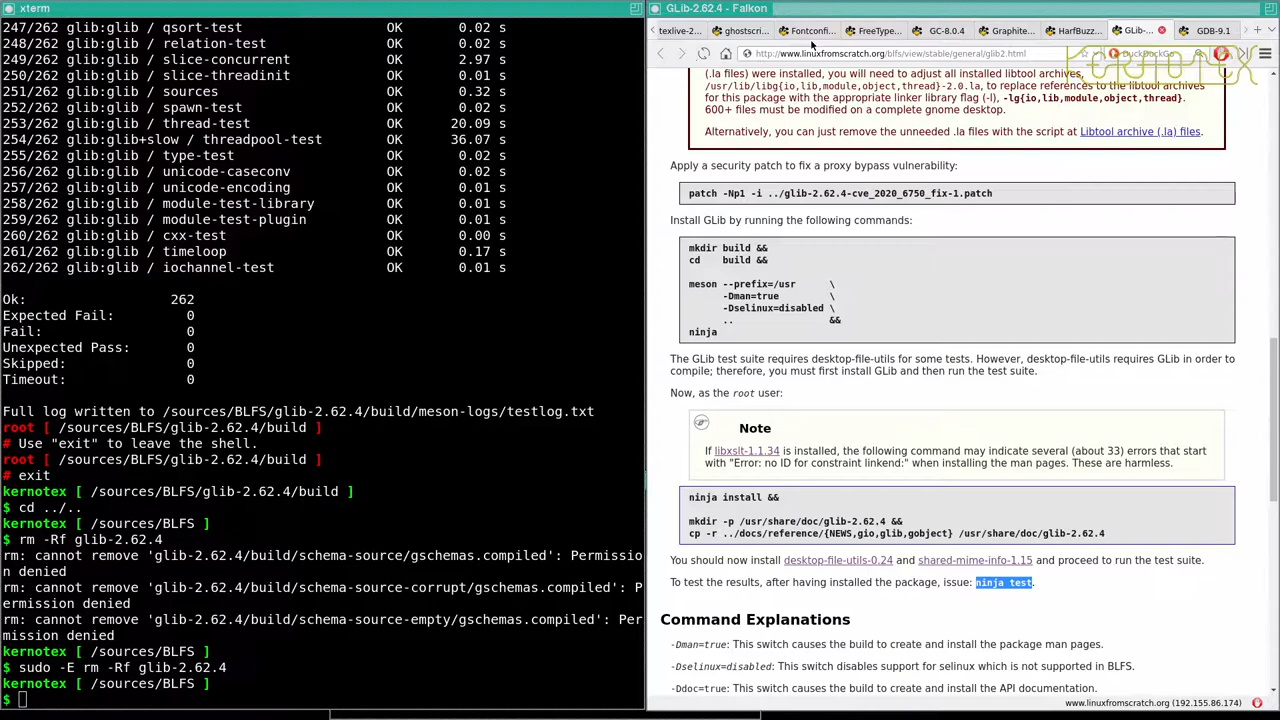 xterm
247/262 glib:glib / qsort-test OK 0.02 s
248/262 glib:glib / relation-test OK 0.02 s
249/262 glib:glib / slice-concurrent OK 2.97 s
250/262 glib:glib / slice-threadinit OK 0.01 s
251/262 glib:glib / sources OK 0.32 s
252/262 glib:glib / spawn-test OK 0.02 s
253/262 glib:glib / thread-test OK 20.09 s
254/262 glib:glib+slow / threadpool-test OK 36.07 s
255/262 glib:glib / type-test OK 0.02 s
256/262 glib:glib / unicode-caseconv OK 0.02 s
257/262 glib:glib / unicode-encoding OK 0.01 s
258/262 glib:glib / module-test-library OK 0.01 s
259/262 glib:glib / module-test-plugin OK 0.01 s
260/262 glib:glib / cxx-test OK 0.00 s
261/262 glib:glib / timeloop OK 0.17 s
262/262 glib:glib / iochannel-test OK 0.01 s
Ok: 262
Expected Fail: 0
Fail: 0
Unexpected Pass: 0
Skipped: 0
Timeout: 0
Full log written to /sources/BLFS/glib-2.62.4/build/meson-logs/testlog.txt
root [ /sources/BLFS/glib-2.62.4/build ]
# Use "exit" to leave the shell.
root [ /sources/BLFS/glib-2.62.4/build ]
# exit
kernotex [ /sources/BLFS/glib-2.62.4/build ]
$ cd ../..
kernotex [ /sources/BLFS ]
$ rm -Rf glib-2.62.4
rm: cannot remove 'glib-2.62.4/build/schema-source/gschemas.compiled': Permissio
n denied
rm: cannot remove 'glib-2.62.4/build/schema-source-corrupt/gschemas.compiled': P
ermission denied
rm: cannot remove 'glib-2.62.4/build/schema-source-empty/gschemas.compiled': Per
mission denied
kernotex [ /sources/BLFS ]
$ sudo -E rm -Rf glib-2.62.4
kernotex [ /sources/BLFS ]
$
GLib-2.62.4 - Falkon
texlive-2... ghostscri... Fontconfi... FreeType... GC-8.0.4 Graphite... HarfBuzz... GLib-... GDB-9.1
http://www.linuxfromscratch.org/blfs/view/stable/general/glib2.html DuckDuckGo
kernotex
(.la files) were installed, you will need to adjust all installed libtool archives,
/usr/lib/libg{io,lib,module,object,thread}-2.0.la, to replace references to the libtool archives
for this package with the appropriate linker library flag (-l), -lg{io,lib,module,object,thread}.
600+ files must be modified on a complete gnome desktop.
Alternatively, you can just remove the unneeded .la files with the script at Libtool archive (.la) files.
Apply a security patch to fix a proxy bypass vulnerability:
patch -Np1 -i ../glib-2.62.4-cve_2020_6750_fix-1.patch
Install GLib by running the following commands:
mkdir build &&
cd build &&
meson --prefix=/usr \
-Dman=true \
-Dselinux=disabled \
.. &&
ninja
The GLib test suite requires desktop-file-utils for some tests. However, desktop-file-utils requires GLib in order to
compile; therefore, you must first install GLib and then run the test suite.
Now, as the root user:
Note
If libxslt-1.1.34 is installed, the following command may indicate several (about 33) errors that start
with "Error: no ID for constraint linkend:" when installing the man pages. These are harmless.
ninja install &&
mkdir -p /usr/share/doc/glib-2.62.4 &&
cp -r ../docs/reference/{NEWS,gio,glib,gobject} /usr/share/doc/glib-2.62.4
You should now install desktop-file-utils-0.24 and shared-mime-info-1.15 and proceed to run the test suite.
To test the results, after having installed the package, issue: ninja test.
Command Explanations
-Dman=true: This switch causes the build to create and install the package man pages.
-Dselinux=disabled: This switch disables support for selinux which is not supported in BLFS.
-Ddoc=true: This switch causes the build to create and install the API documentation.
www.linuxfromscratch.org (192.155.86.174)